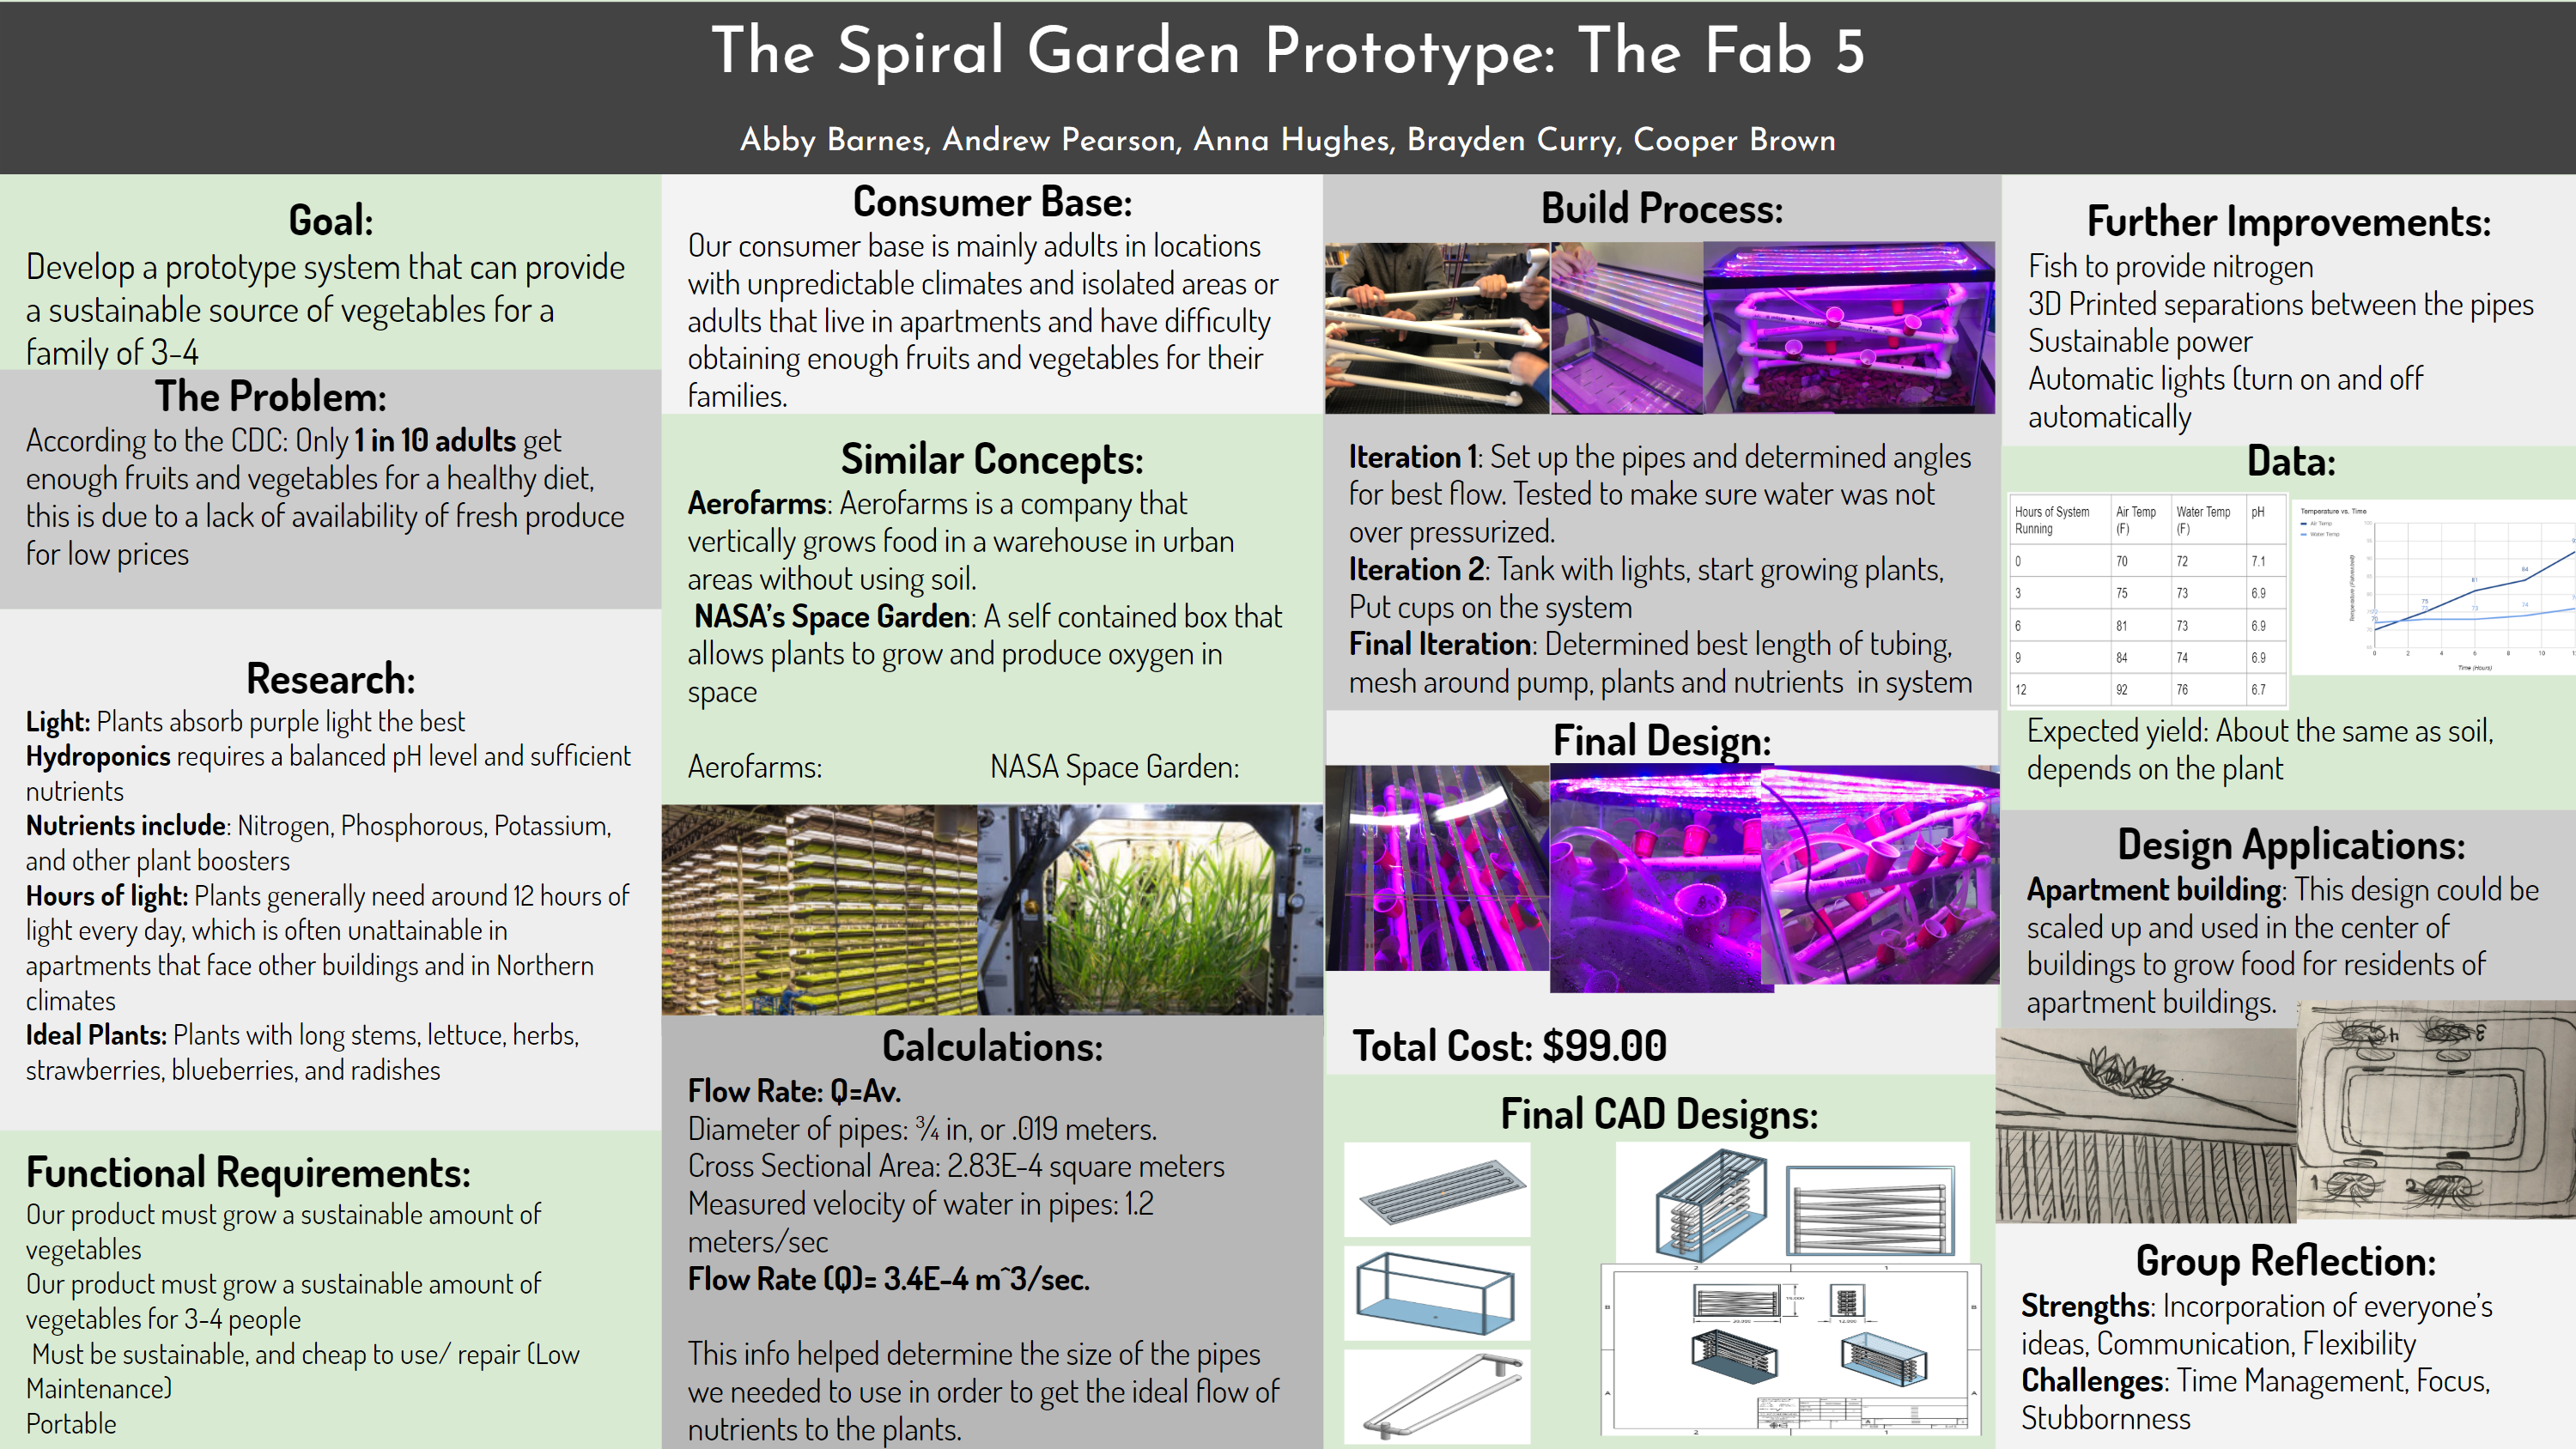 The Spiral Garden Prototype: The Fab 5
Abby Barnes, Andrew Pearson, Anna Hughes, Brayden Curry, Cooper Brown
Goal:
Develop a prototype system that can provide
a sustainable source of vegetables for a
family of 3-4
The Problem:
According to the CDC: Only 1 in 10 adults get
enough fruits and vegetables for a healthy diet,
this is due to a lack of availability of fresh produce
for low prices
Research:
Light: Plants absorb purple light the best
Hydroponics requires a balanced pH level and sufficient
nutrients
Nutrients include: Nitrogen, Phosphorous, Potassium,
and other plant boosters
Hours of light: Plants generally need around 12 hours of
light every day, which is often unattainable in
apartments that face other buildings and in Northern
climates
Ideal Plants: Plants with long stems, lettuce, herbs,
strawberries, blueberries, and radishes
Functional Requirements:
Our product must grow a sustainable amount of
vegetables
Our product must grow a sustainable amount of
vegetables for 3-4 people
Must be sustainable, and cheap to use/ repair (Low
Maintenance)
Portable
Consumer Base:
Our consumer base is mainly adults in locations
with unpredictable climates and isolated areas or
adults that live in apartments and have difficulty
obtaining enough fruits and vegetables for their
families.
Similar Concepts:
Aerofarms: Aerofarms is a company that
vertically grows food in a warehouse in urban
areas without using soil.
NASA's Space Garden: A self contained box that
allows plants to grow and produce oxygen in
space
Aerofarms: NASA Space Garden:
Calculations:
Flow Rate: Q=Av.
Diameter of pipes: ¾ in, or .019 meters.
Cross Sectional Area: 2.83E-4 square meters
Measured velocity of water in pipes: 1.2
meters/sec
Flow Rate (Q)= 3.4E-4 m^3/sec.
This info helped determine the size of the pipes
we needed to use in order to get the ideal flow of
nutrients to the plants.
Build Process:
Iteration 1: Set up the pipes and determined angles
for best flow. Tested to make sure water was not
over pressurized.
Iteration 2: Tank with lights, start growing plants,
Put cups on the system
Final Iteration: Determined best length of tubing,
mesh around pump, plants and nutrients in system
Final Design:
Total Cost: $99.00
Final CAD Designs:
Further Improvements:
Fish to provide nitrogen
3D Printed separations between the pipes
Sustainable power
Automatic lights (turn on and off
automatically
Data:
Hours of System Running Air Temp (F) Water Temp (F) pH
0 70 72 7.1
3 75 73 6.9
6 81 73 6.9
9 84 74 6.9
12 92 76 6.7
Temperature vs. Time
Air Temp
Water Temp
Temperature (Fahrenheit)
0 2 4 6 8 10
Time (Hours)
Expected yield: About the same as soil,
depends on the plant
Design Applications:
Apartment building: This design could be
scaled up and used in the center of
buildings to grow food for residents of
apartment buildings.
4 3
1 2
Group Reflection:
Strengths: Incorporation of everyone's
ideas, Communication, Flexibility
Challenges: Time Management, Focus,
Stubbornness